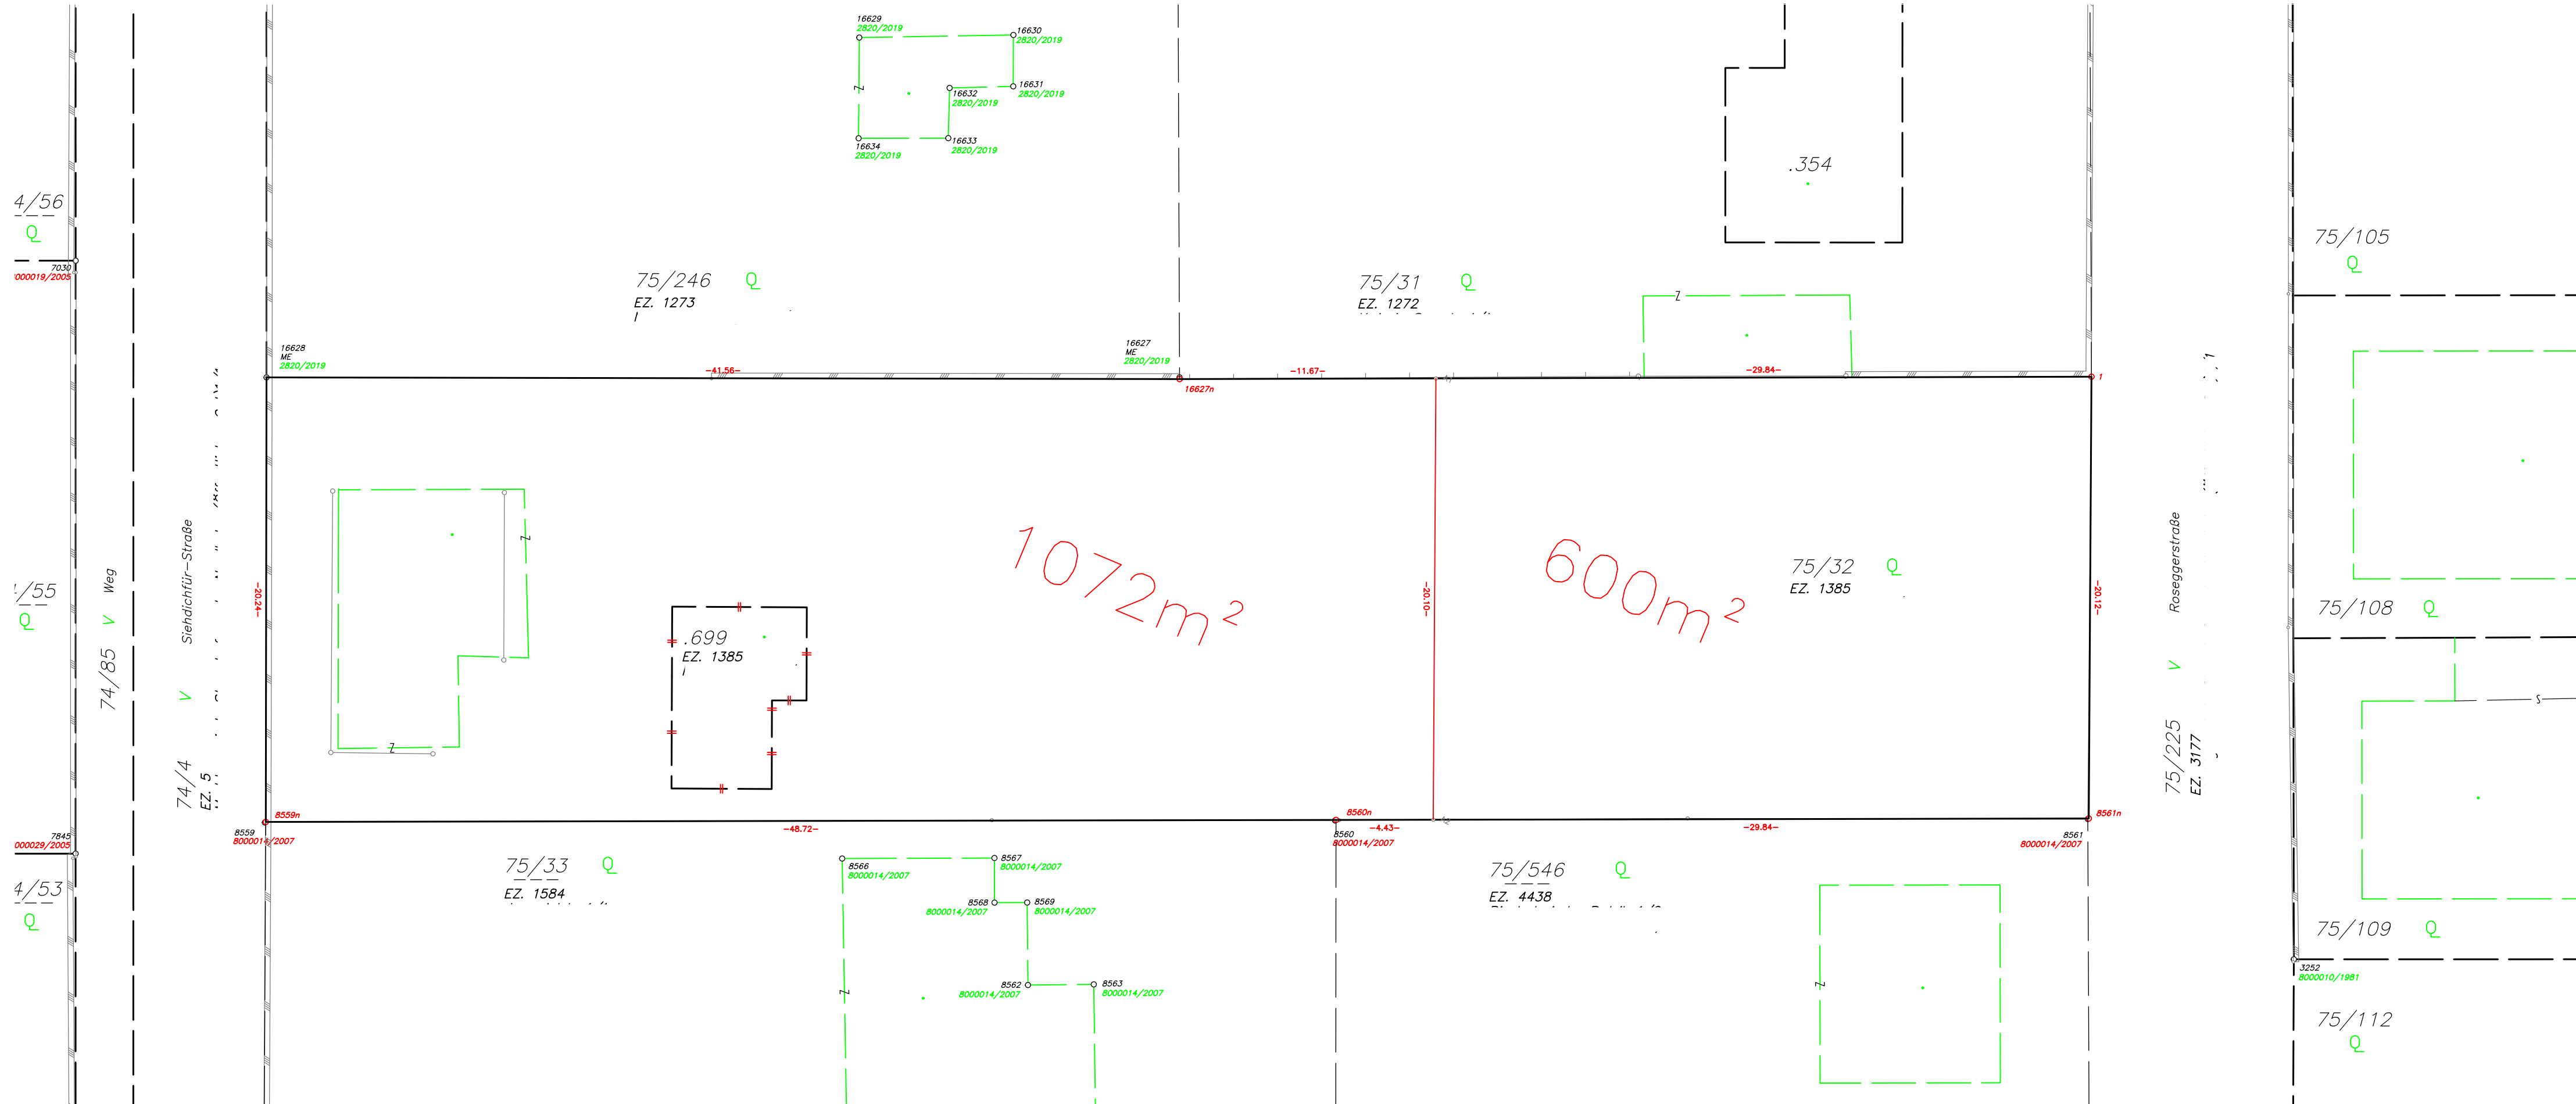 16629
2820/2019
16630
2820/2019
16631
2820/2019
16632
2820/2019
16633
2820/2019
16634
2820/2019
.354
4/56
Q
7030
000019/2005
75/246 Q
EZ. 1273
75/31 Q
EZ. 1272
75/105
Q
16628
ME
2820/2019
16627
ME
2820/2019
-41.56-
-11.67-
-29.84-
16627n
1
Z
1072m²
600m²
75/32 Q
EZ. 1385
.699
EZ. 1385
-20.24-
-20.10-
-20.12-
/55
Q
74/85 V Weg
74/4 V Siehdichfür-Straße
EZ. 5
75/225 V Roseggerstraße
EZ. 3177
75/108 Q
S
8559n
8559
8000014/2007
-48.72-
8560n
8560
8000014/2007
-4.43-
-29.84-
8561n
8561
8000014/2007
7845
000029/2005
4/53
Q
75/33 Q
EZ. 1584
8566
8000014/2007
8567
8000014/2007
8568
8000014/2007
8569
8000014/2007
8562
8000014/2007
8563
8000014/2007
75/546 Q
EZ. 4438
75/109 Q
3252
8000010/1981
75/112
Q